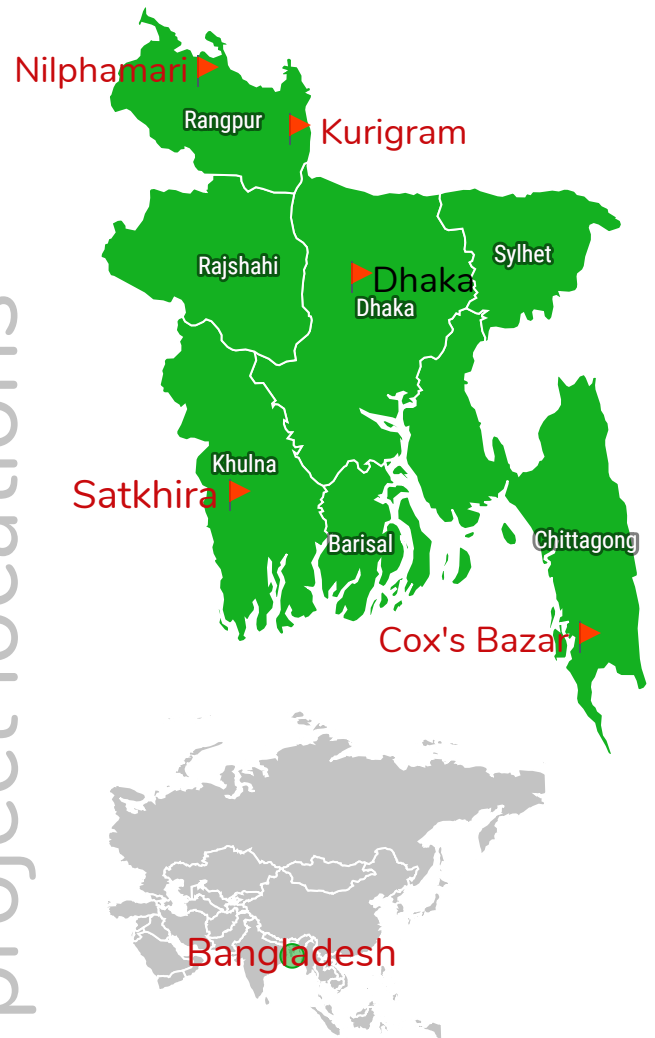 Nilphamari
Rangpur
Kurigram
Rajshahi
Sylhet
Dhaka
Dhaka
Khulna
Satkhira
Barisal
Chittagong
Cox's Bazar
Bangladesh
project locations